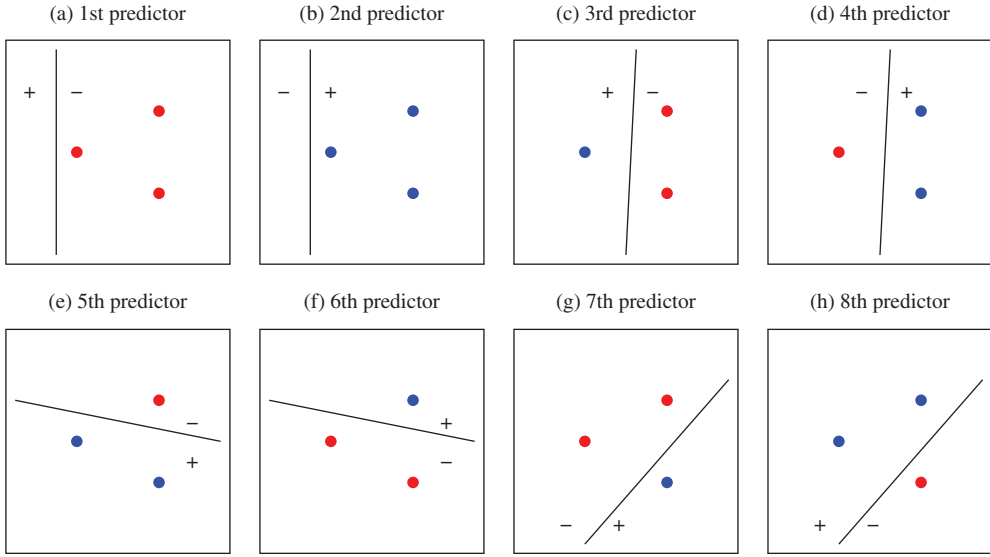 (a) 1st predictor (b) 2nd predictor (c) 3rd predictor (d) 4th predictor
+ − − + + − − +
(e) 5th predictor (f) 6th predictor (g) 7th predictor (h) 8th predictor
− +
+ −
− + + −